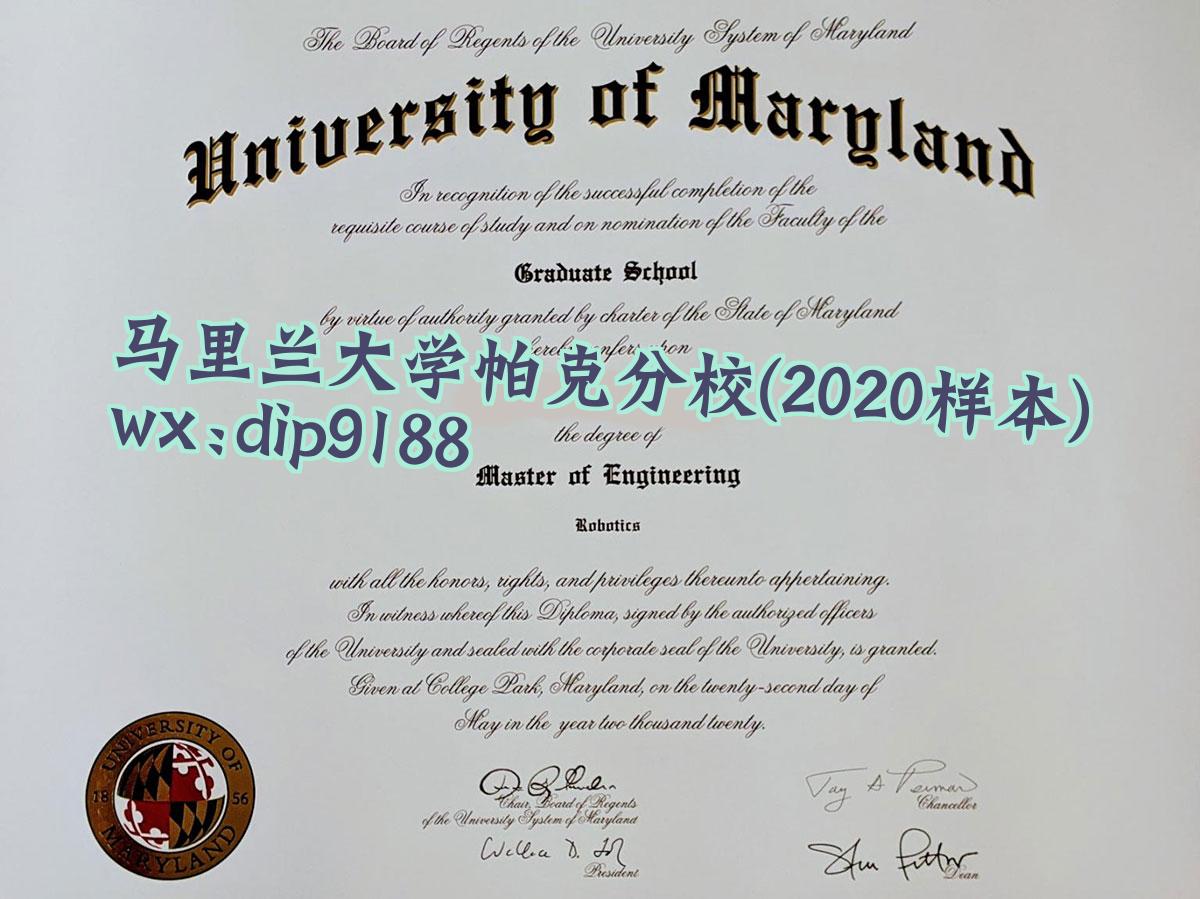 The Board of Regents of the University System of Maryland
University of Maryland
In recognition of the successful completion of the
requisite course of study and on nomination of the Faculty of the
Graduate School
by virtue of authority granted by charter of the State of Maryland
hereby confers upon
马里兰大学帕克分校(2020样本)
wx:dip9188
the degree of
Master of Engineering
Robotics
with all the honors, rights, and privileges thereunto appertaining.
In witness whereof this Diploma, signed by the authorized officers
of the University and sealed with the corporate seal of the University, is granted.
Given at College Park, Maryland, on the twenty-second day of
May in the year two thousand twenty.
UNIVERSITY OF
18 56
MARYLAND
Chair, Board of Regents
of the University System of Maryland
Jay A Perman
Chancellor
Wallace D. Loh
President
Dean